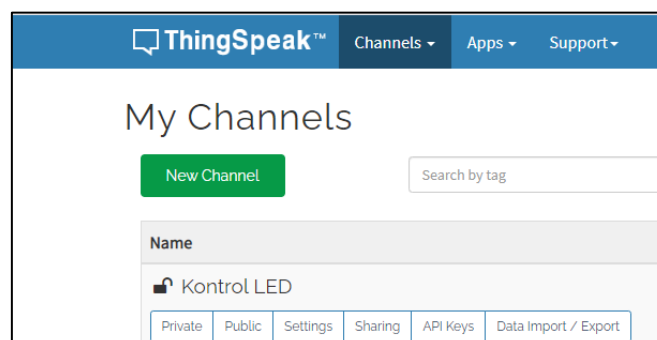 ThingSpeak™ Channels Apps Support
My Channels
New Channel Search by tag
Name
Kontrol LED
Private Public Settings Sharing API Keys Data Import / Export